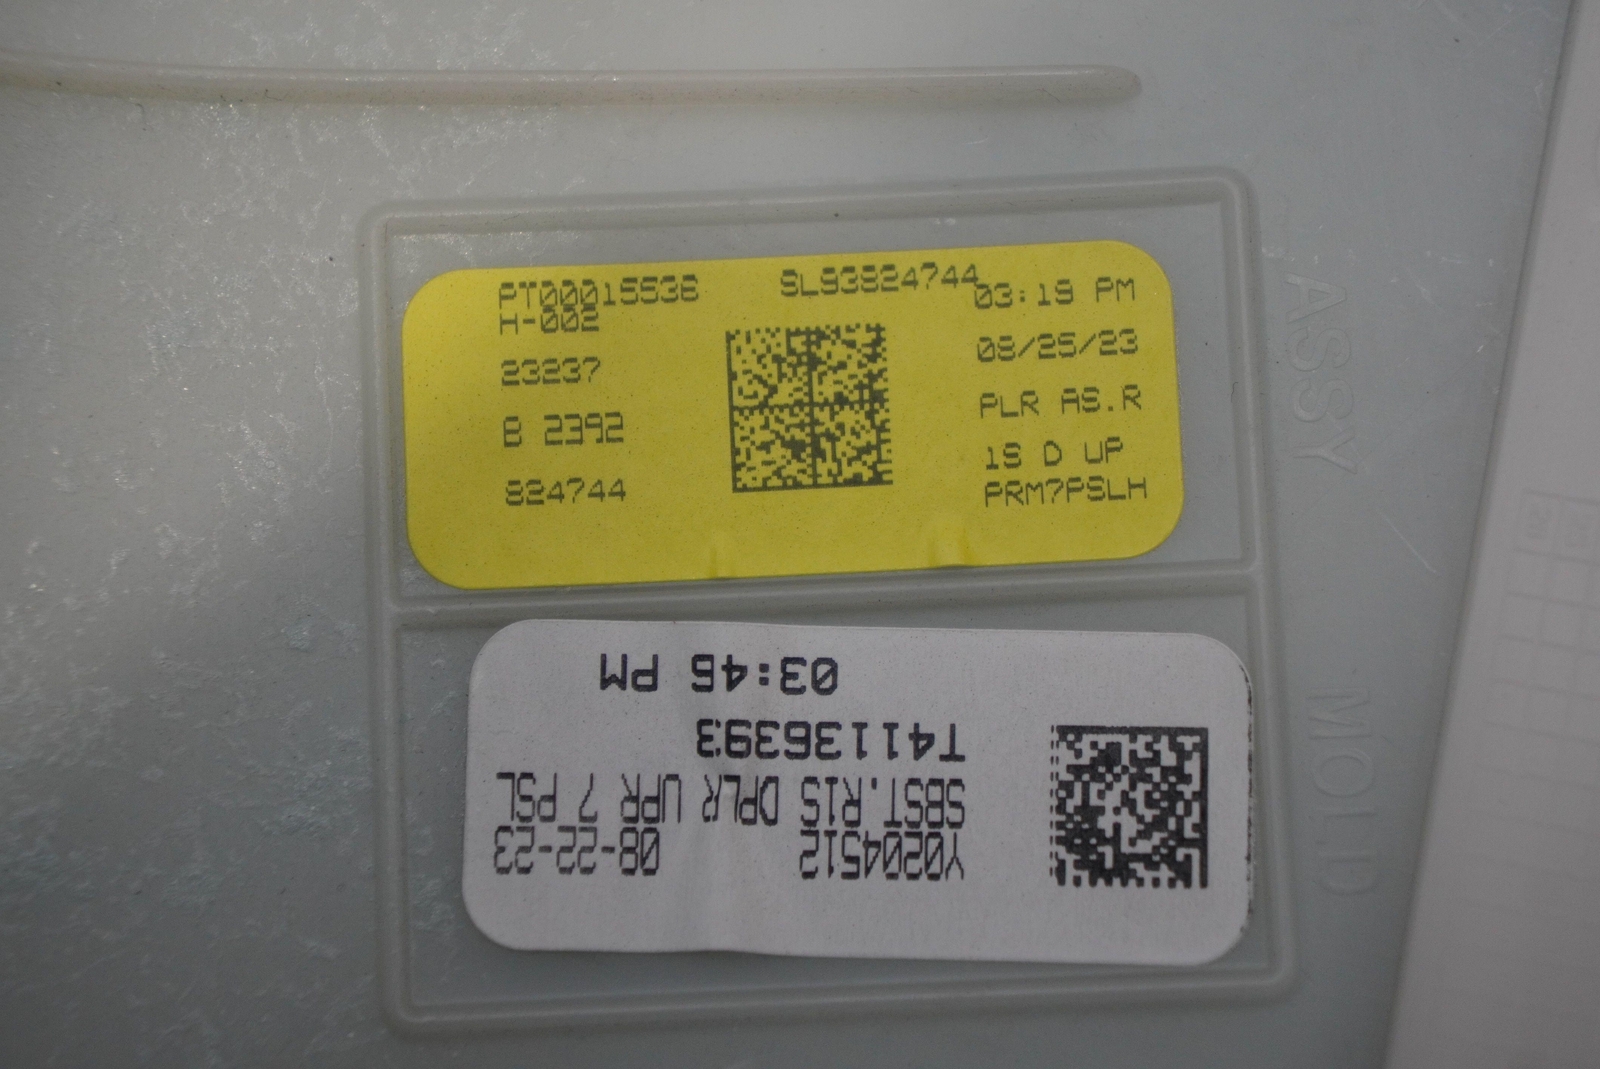 PT00015536
H-002
23237
B 2392
824744
SL93824744
03:19 PM
08/25/23
PLR AS.R
1S D UP
PRM7PSLH
ASSY
Y0204512 08-22-23
SBST.R1S DPLR UPR 7 PSL
T41136393
03:46 PM
MOLD